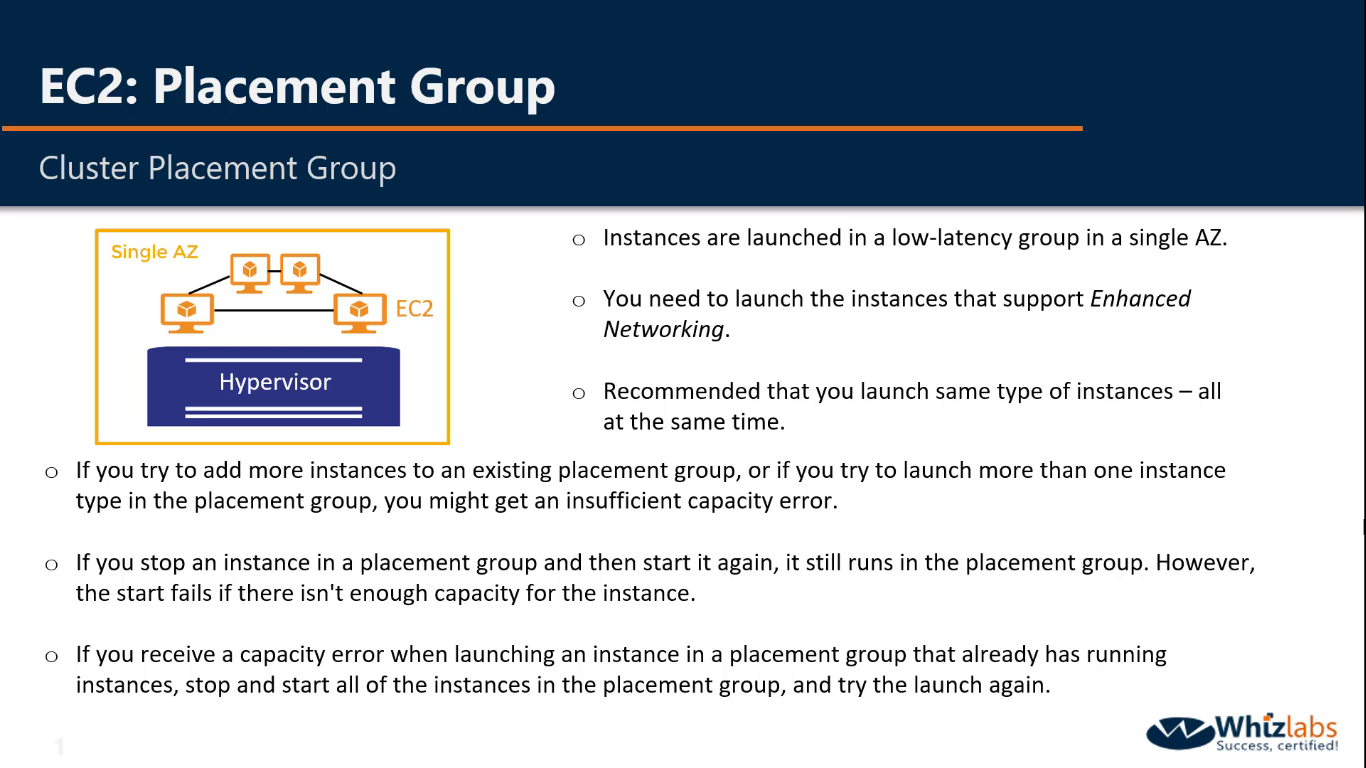 EC2: Placement Group
Cluster Placement Group
Single AZ
EC2
Hypervisor
○ Instances are launched in a low-latency group in a single AZ.
○ You need to launch the instances that support Enhanced
Networking.
○ Recommended that you launch same type of instances – all
at the same time.
○ If you try to add more instances to an existing placement group, or if you try to launch more than one instance
type in the placement group, you might get an insufficient capacity error.
○ If you stop an instance in a placement group and then start it again, it still runs in the placement group. However,
the start fails if there isn't enough capacity for the instance.
○ If you receive a capacity error when launching an instance in a placement group that already has running
instances, stop and start all of the instances in the placement group, and try the launch again.
1
Whizlabs
Success, certified!